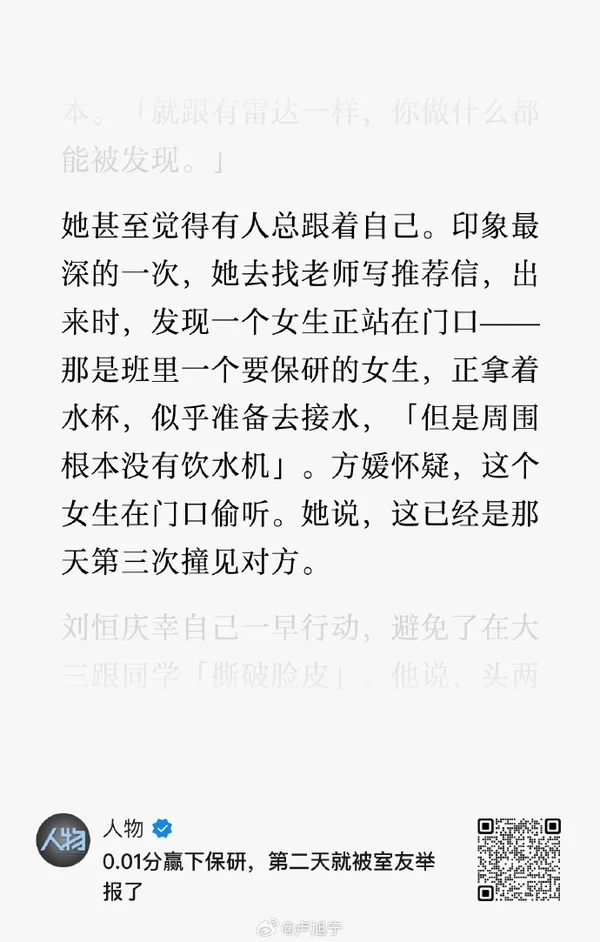 本。「就跟有雷达一样，你做什么都
能被发现。」
她甚至觉得有人总跟着自己。印象最
深的一次，她去找老师写推荐信，出
来时，发现一个女生正站在门口——
那是班里一个要保研的女生，正拿着
水杯，似乎准备去接水，「但是周围
根本没有饮水机」。方媛怀疑，这个
女生在门口偷听。她说，这已经是那
天第三次撞见对方。
刘恒庆幸自己一早行动，避免了在大
三跟同学「撕破脸皮」。他说，头两
人物
人物
0.01分赢下保研，第二天就被室友举
报了
@卢旭宁